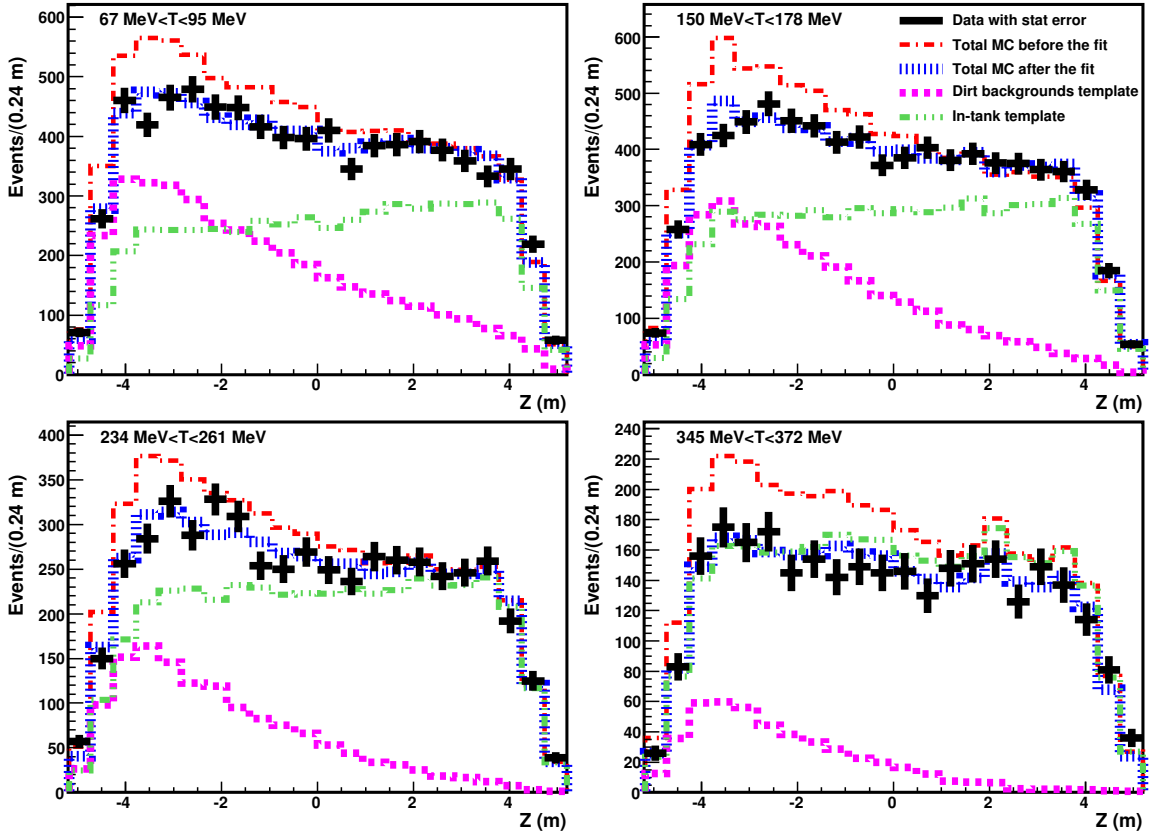 67 MeV<T<95 MeV
Events/(0.24 m)
600
500
400
300
200
100
0
-4 -2 0 2 4
Z (m)
150 MeV<T<178 MeV
Data with stat error
Total MC before the fit
Total MC after the fit
Dirt backgrounds template
In-tank template
Events/(0.24 m)
600
500
400
300
200
100
0
-4 -2 0 2 4
Z (m)
234 MeV<T<261 MeV
Events/(0.24 m)
400
350
300
250
200
150
100
50
0
-4 -2 0 2 4
Z (m)
345 MeV<T<372 MeV
Events/(0.24 m)
240
220
200
180
160
140
120
100
80
60
40
20
0
-4 -2 0 2 4
Z (m)